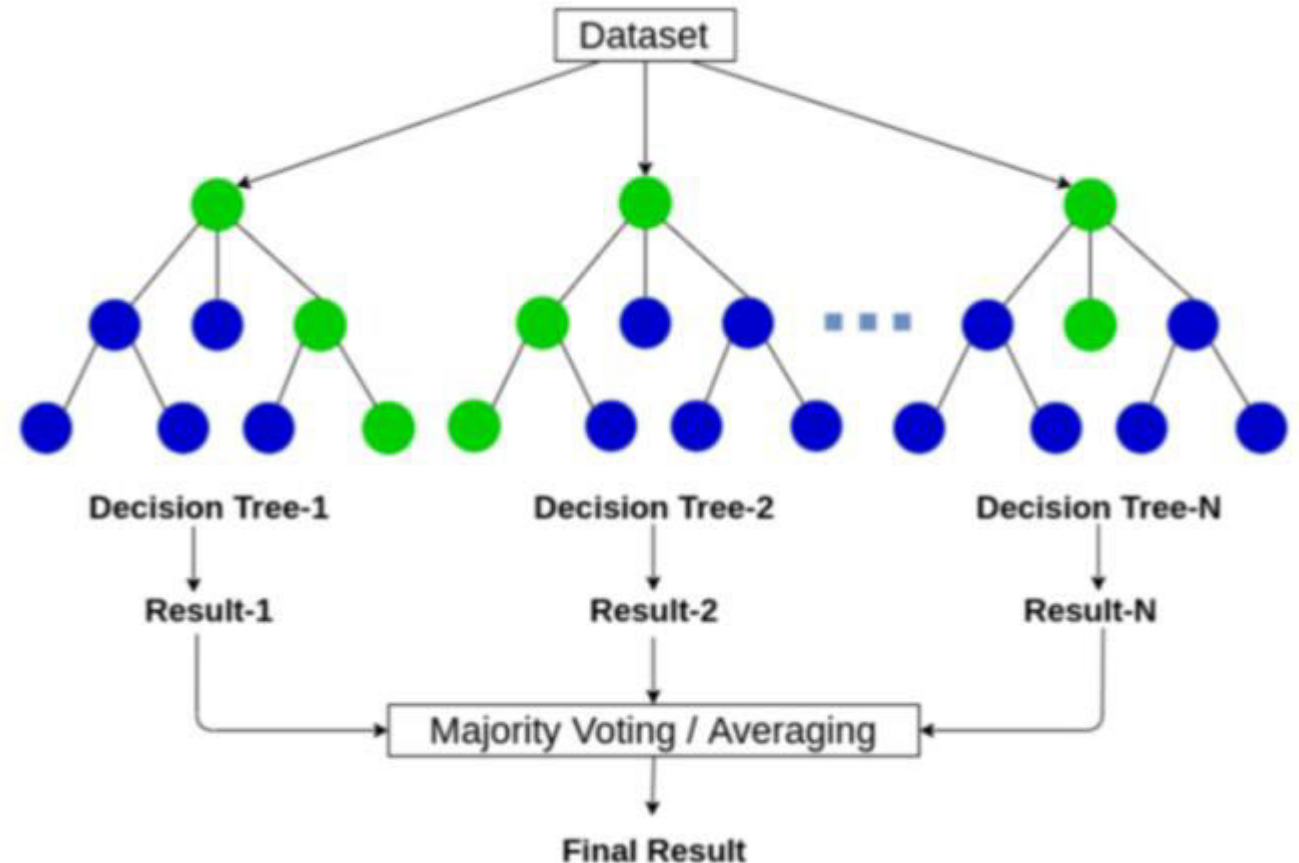 Dataset
Decision Tree-1
Decision Tree-2
Decision Tree-N
Result-1
Result-2
Result-N
Majority Voting / Averaging
Final Result